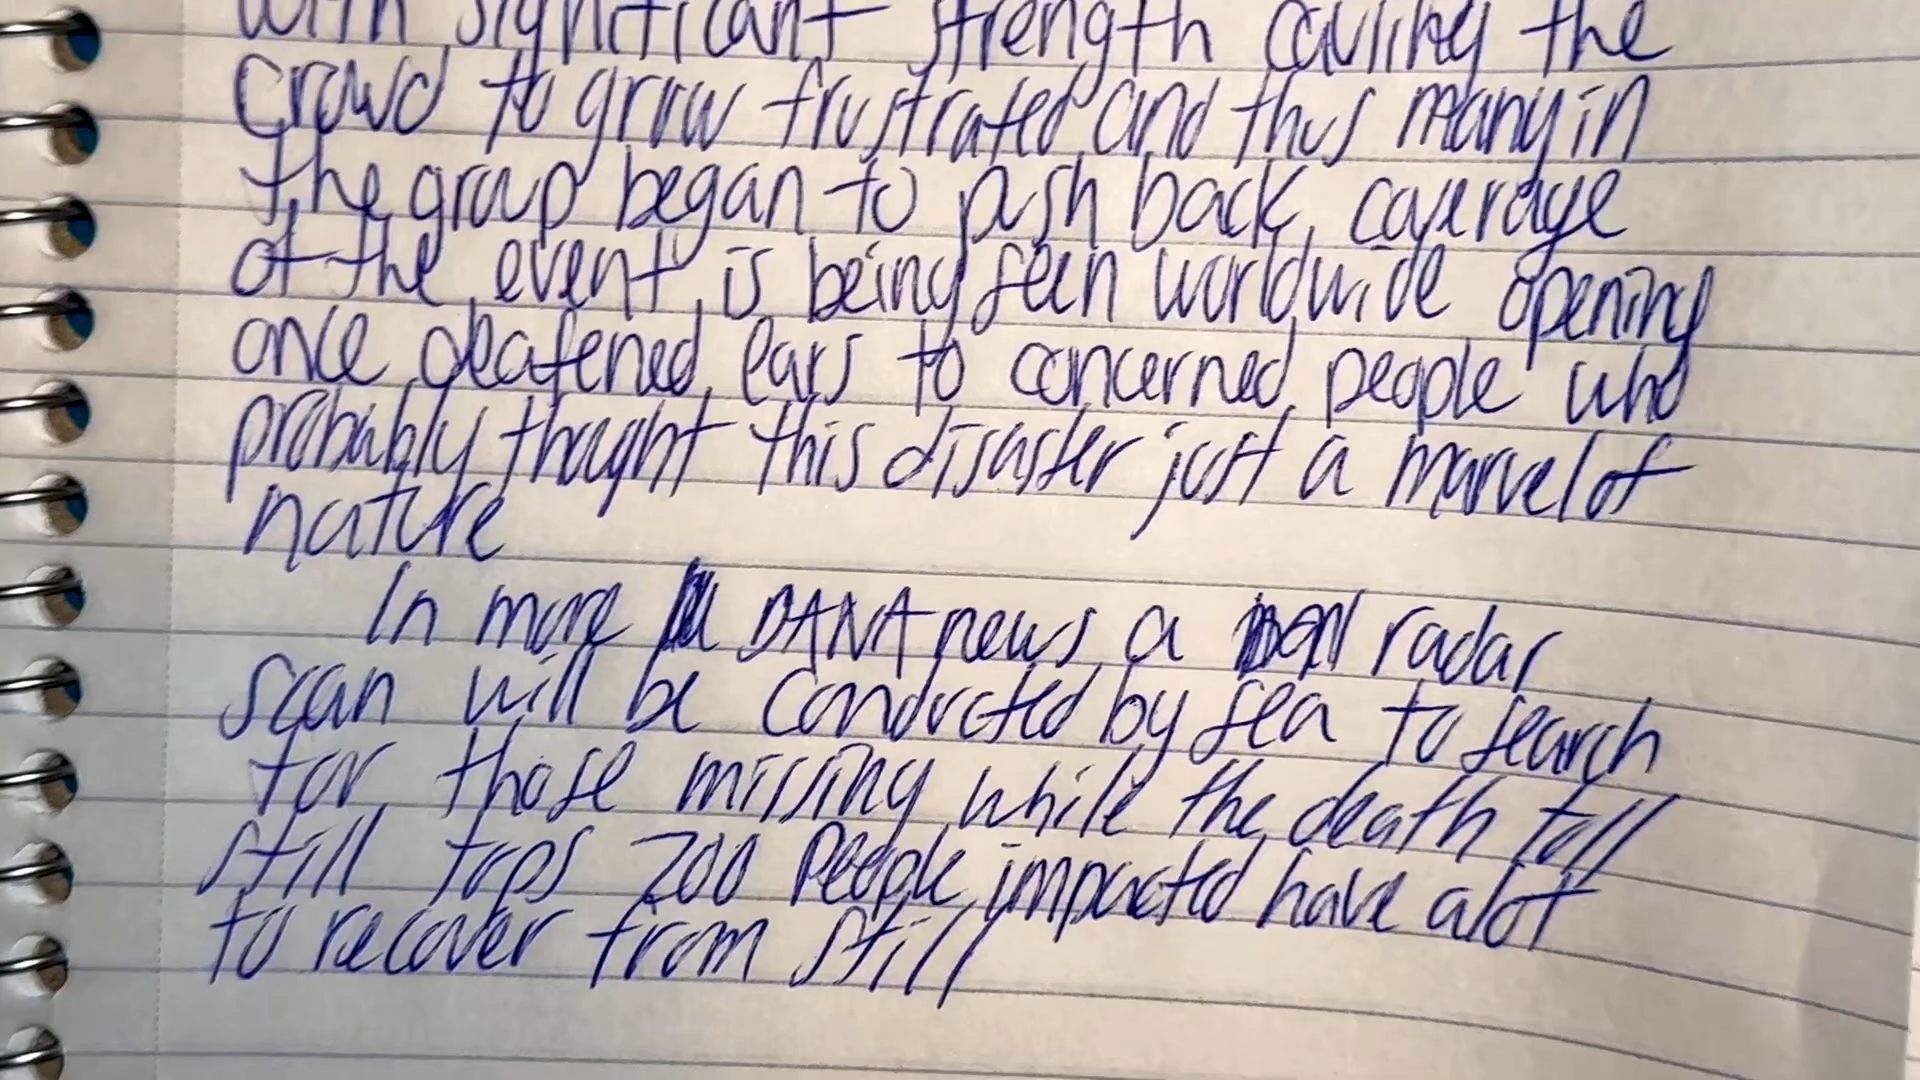 with significant strength causing the
crowd to grow frustrated and thus many in
the group began to push back, coverage
of the event is being seen worldwide opening
once deafened ears to concerned people who
probably thought this disaster just a marvel of
nature
In more DANA news a radar
scan will be conducted by sea to search
for those missing while the death toll
still tops 200 people impacted have alot
to recover from still